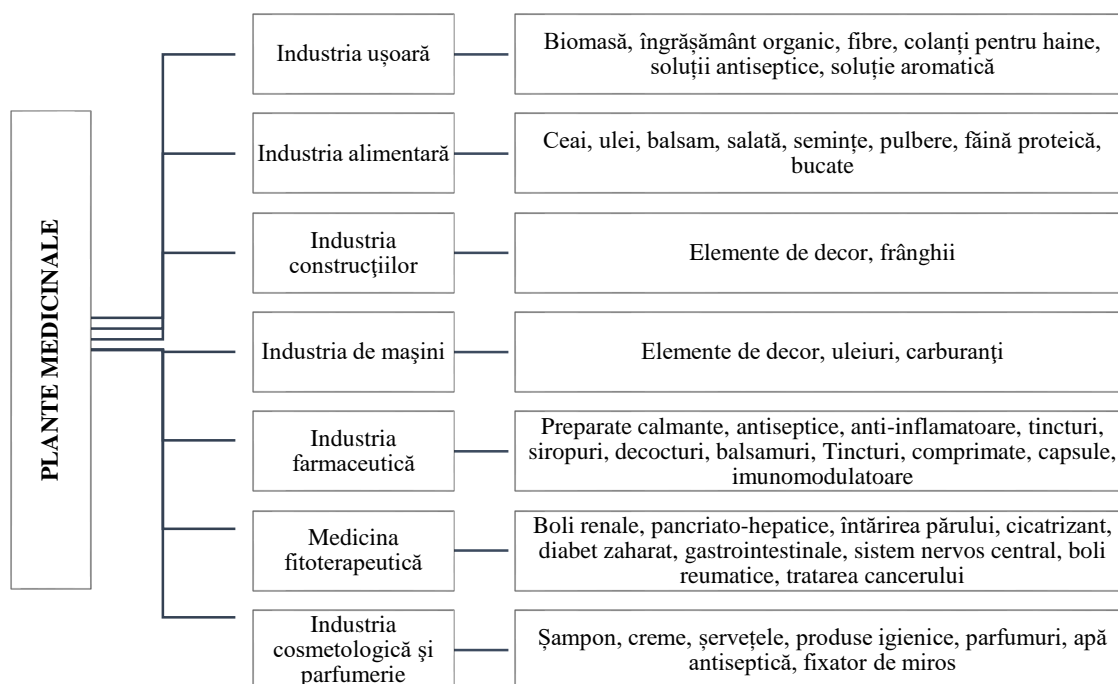 PLANTE MEDICINALE
Industria ușoară
Biomasă, îngrășământ organic, fibre, colanți pentru haine,
soluții antiseptice, soluție aromatică
Industria alimentară
Ceai, ulei, balsam, salată, semințe, pulbere, făină proteică,
bucate
Industria
construcţiilor
Elemente de decor, frânghii
Industria de maşini
Elemente de decor, uleiuri, carburanţi
Industria
farmaceutică
Preparate calmante, antiseptice, anti-inflamatoare, tincturi,
siropuri, decocturi, balsamuri, Tincturi, comprimate, capsule,
imunomodulatoare
Medicina
fitoterapeutică
Boli renale, pancriato-hepatice, întărirea părului, cicatrizant,
diabet zaharat, gastrointestinale, sistem nervos central, boli
reumatice, tratarea cancerului
Industria
cosmetologică şi
parfumerie
Șampon, creme, șervețele, produse igienice, parfumuri, apă
antiseptică, fixator de miros